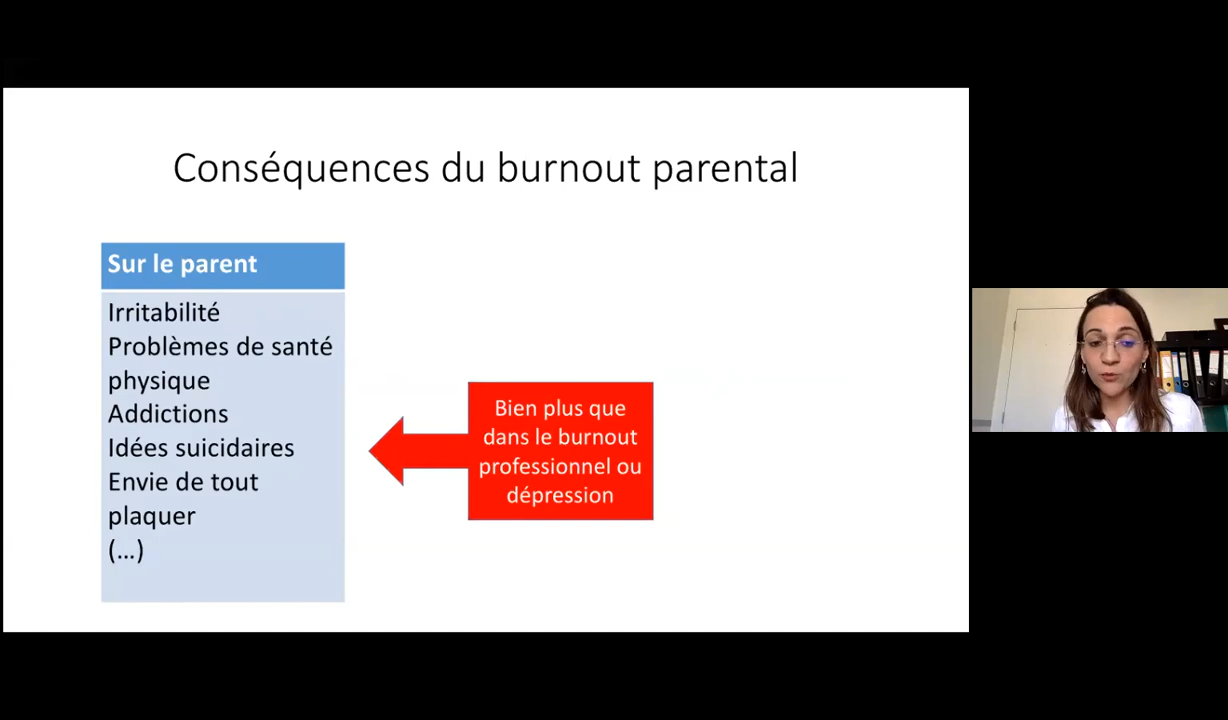 Conséquences du burnout parental
Sur le parent
Irritabilité
Problèmes de santé
physique
Addictions
Idées suicidaires
Envie de tout
plaquer
(…)
Bien plus que
dans le burnout
professionnel ou
dépression